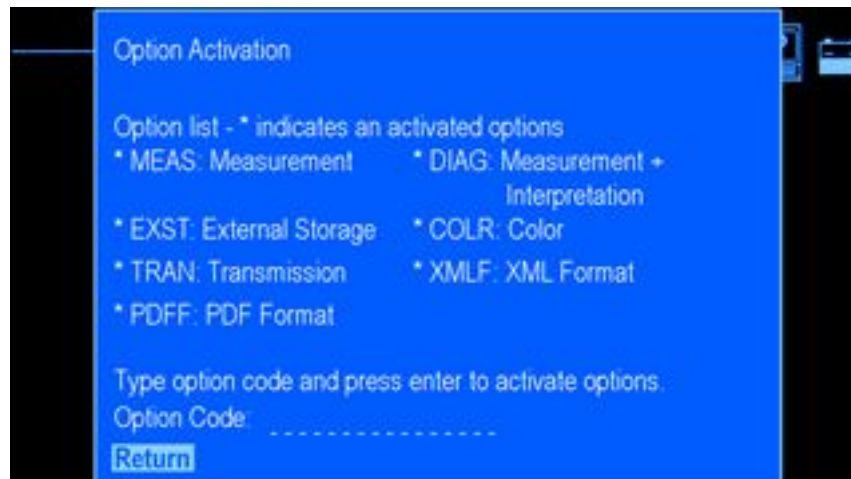 Option Activation
Option list - * indicates an activated options
* MEAS: Measurement * DIAG: Measurement +
Interpretation
* EXST: External Storage * COLR: Color
* TRAN: Transmission * XMLF: XML Format
* PDFF: PDF Format
Type option code and press enter to activate options.
Option Code:
Return